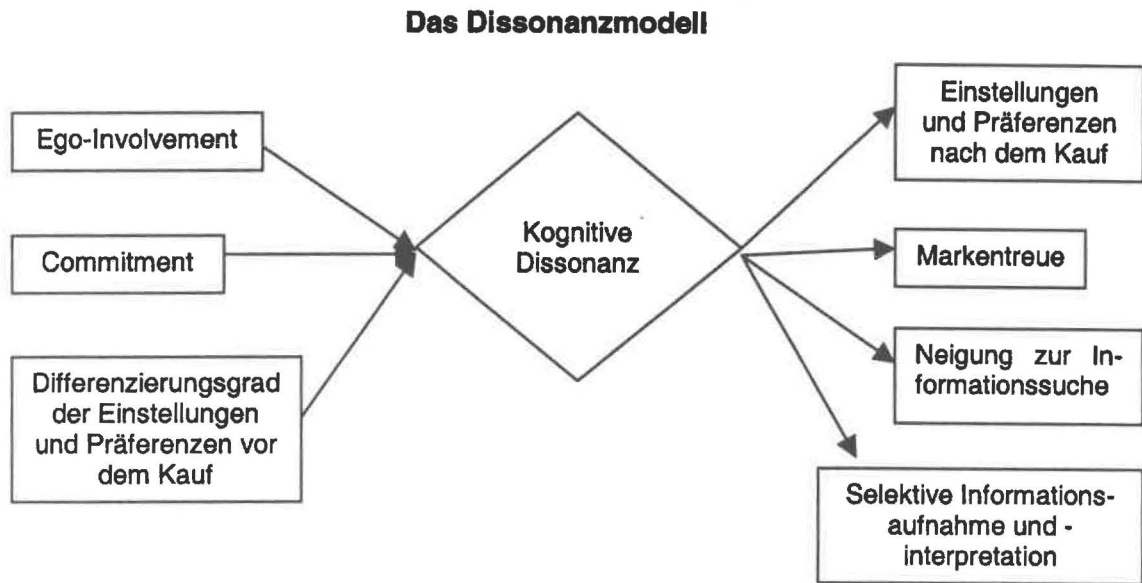 Das Dissonanzmodell
Ego-Involvement
Commitment
Differenzierungsgrad
der Einstellungen
und Präferenzen vor
dem Kauf
Kognitive
Dissonanz
Einstellungen
und Präferenzen
nach dem Kauf
Markentreue
Neigung zur In-
formationssuche
Selektive Informations-
aufnahme und -
interpretation